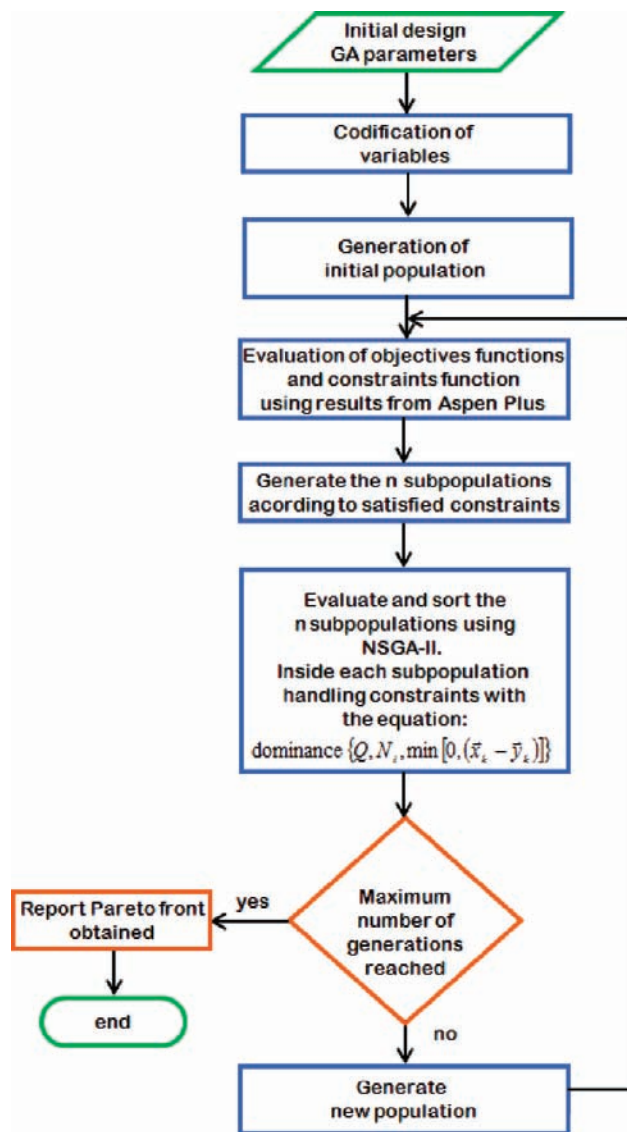 Initial design
GA parameters
Codification of
variables
Generation of
initial population
Evaluation of objectives functions
and constraints function
using results from Aspen Plus
Generate the n subpopulations
acording to satisfied constraints
Evaluate and sort the
n subpopulations using
NSGA-II.
Inside each subpopulation
handling constraints with
the equation:
dominance {Q, N_i, min[0, (x⃗_k − y⃗_k)]}
Maximum
number of
generations
reached
yes
Report Pareto front
obtained
end
no
Generate
new population